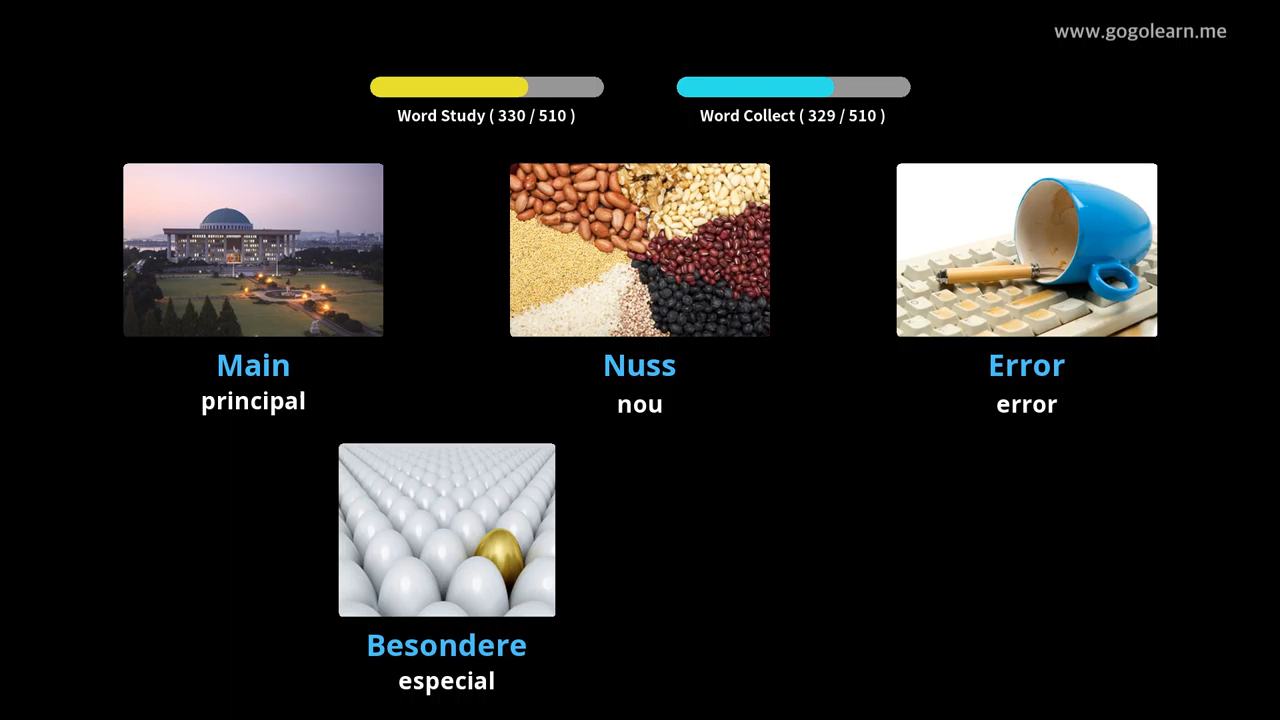 www.gogolearn.me
Word Study ( 330 / 510 )
Word Collect ( 329 / 510 )
Main
principal
Nuss
nou
Error
error
Besondere
especial